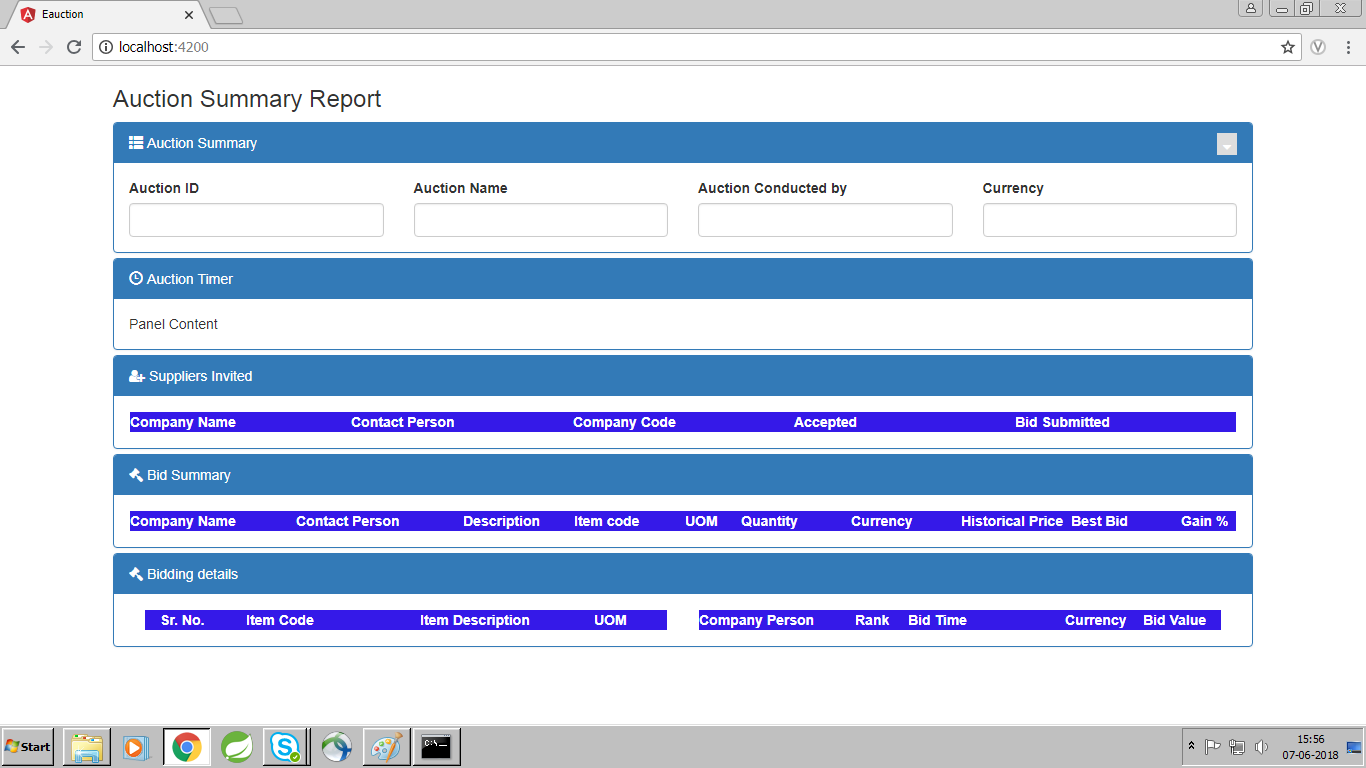 Eauction
localhost:4200
Auction Summary Report
Auction Summary
Auction ID Auction Name Auction Conducted by Currency
Auction Timer
Panel Content
Suppliers Invited
Company Name Contact Person Company Code Accepted Bid Submitted
Bid Summary
Company Name Contact Person Description Item code UOM Quantity Currency Historical Price Best Bid Gain %
Bidding details
Sr. No. Item Code Item Description UOM Company Person Rank Bid Time Currency Bid Value
Start
C:\
15:56
07-06-2018